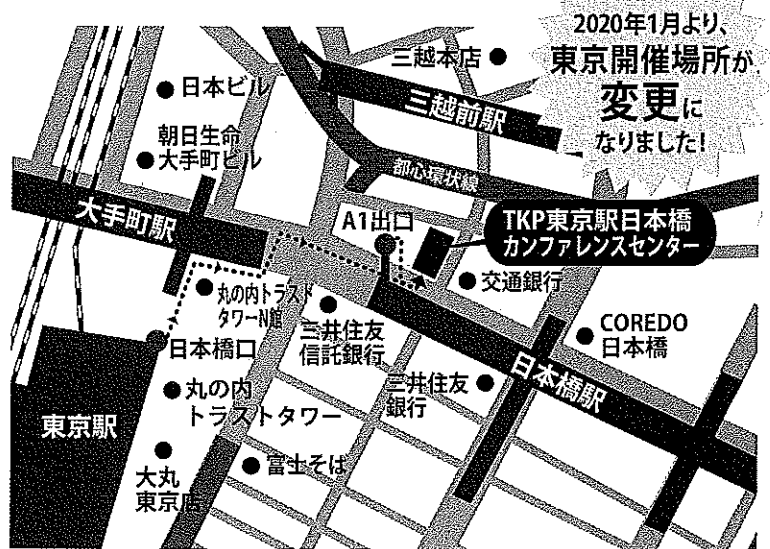 2020年1月より、
東京開催場所が
変更に
なりました!
三越本店
日本ビル
三越前駅
朝日生命
大手町ビル
都心環状線
大手町駅
A1出口
TKP東京駅日本橋
カンファレンスセンター
交通銀行
丸の内トラスト
タワーN館
日本橋口
三井住友
信託銀行
COREDO
日本橋
日本橋駅
三井住友
銀行
丸の内
トラストタワー
東京駅
大丸
東京店
富士そば